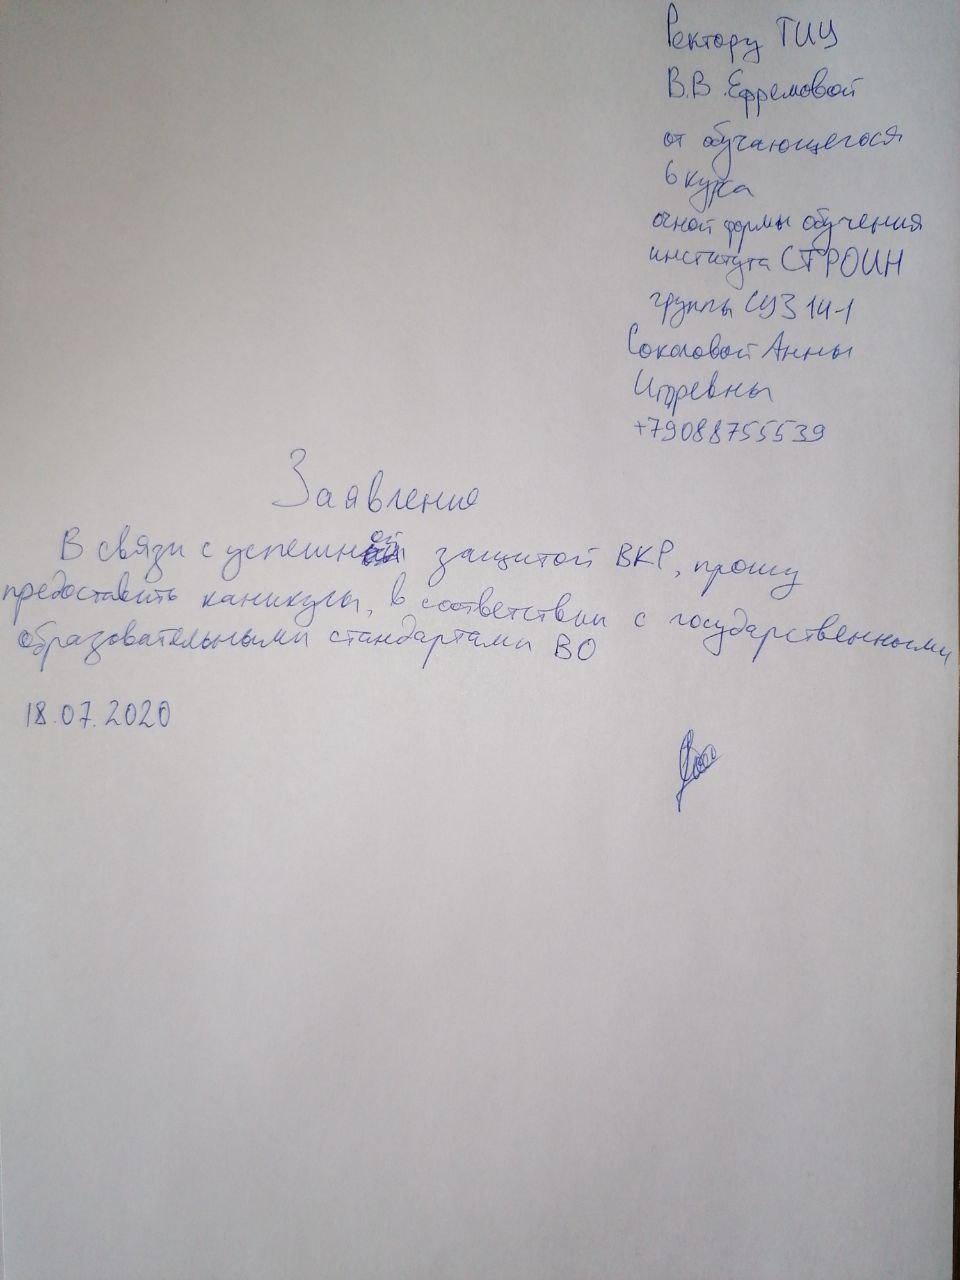 Ректору ТИЦ
В.В. Ефремовой
от обучающегося
6 курса
очной формы обучения
института СТРОИН
группы СУЗ 14-1
Соколовой Анны
Игоревны
+79088755539
Заявление
В связи с успешной защитой ВКР, прошу
предоставить каникулы, в соответствии с государственными
образовательными стандартами ВО
18.07.2020